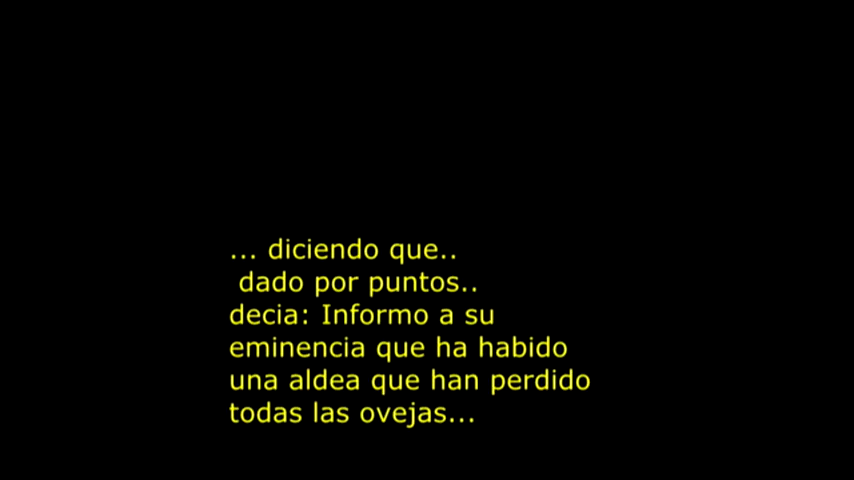 ... diciendo que..
dado por puntos..
decia: Informo a su
eminencia que ha habido
una aldea que han perdido
todas las ovejas...